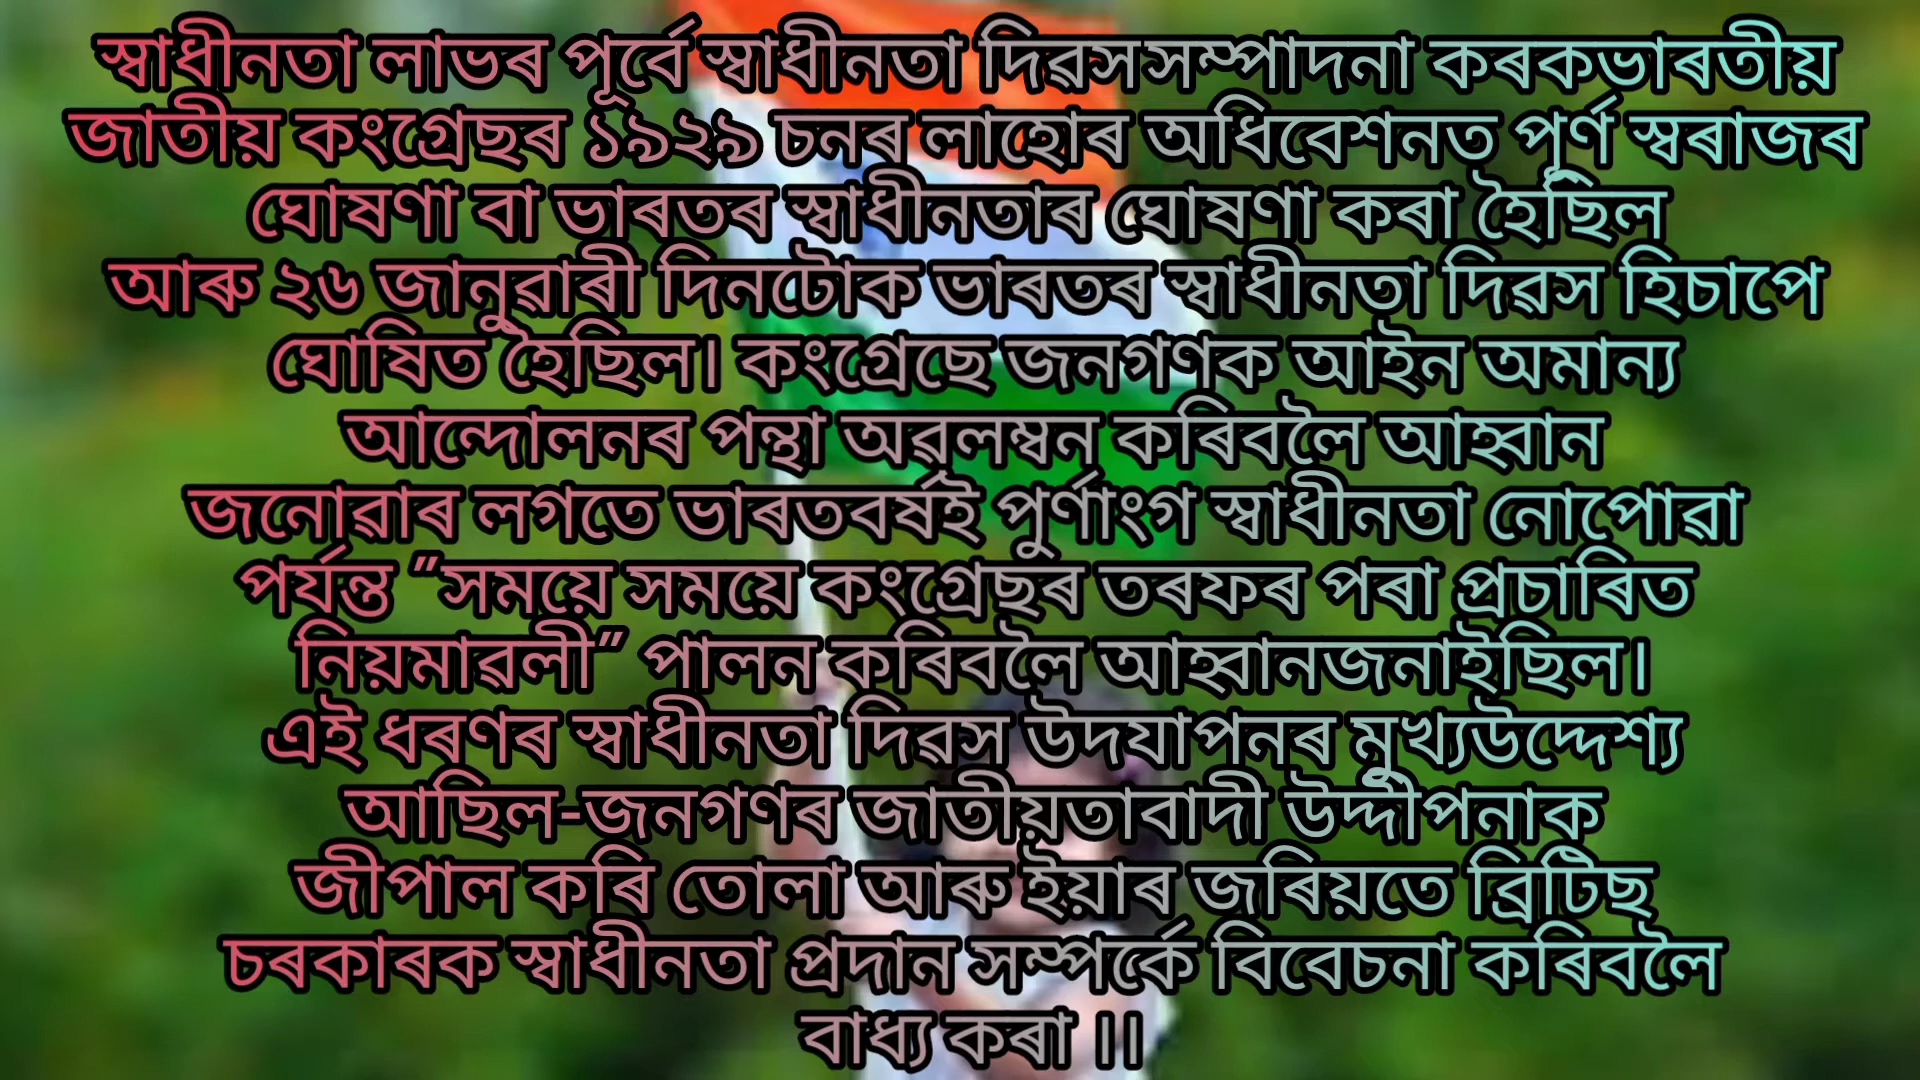 স্বাধীনতা লাভৰ পূৰ্বে স্বাধীনতা দিৱসসম্পাদনা কৰকভাৰতীয়
জাতীয় কংগ্ৰেছৰ ১৯২৯ চনৰ লাহোৰ অধিবেশনত পূৰ্ণ স্বৰাজৰ
ঘোষণা বা ভাৰতৰ স্বাধীনতাৰ ঘোষণা কৰা হৈছিল
আৰু ২৬ জানুৱাৰী দিনটোক ভাৰতৰ স্বাধীনতা দিৱস হিচাপে
ঘোষিত হৈছিল। কংগ্ৰেছে জনগণক আইন অমান্য
আন্দোলনৰ পন্থা অৱলম্বন কৰিবলৈ আহ্বান
জনোৱাৰ লগতে ভাৰতবৰ্ষই পুৰ্ণাংগ স্বাধীনতা নোপোৱা
পৰ্যন্ত "সময়ে সময়ে কংগ্ৰেছৰ তৰফৰ পৰা প্ৰচাৰিত
নিয়মাৱলী" পালন কৰিবলৈ আহ্বানজনাইছিল।
এই ধৰণৰ স্বাধীনতা দিৱস উদযাপনৰ মুখ্যউদ্দেশ্য
আছিল-জনগণৰ জাতীয়তাবাদী উদ্দীপনাক
জীপাল কৰি তোলা আৰু ইয়াৰ জৰিয়তে ব্ৰিটিছ
চৰকাৰক স্বাধীনতা প্ৰদান সম্পৰ্কে বিবেচনা কৰিবলৈ
বাধ্য কৰা ।।